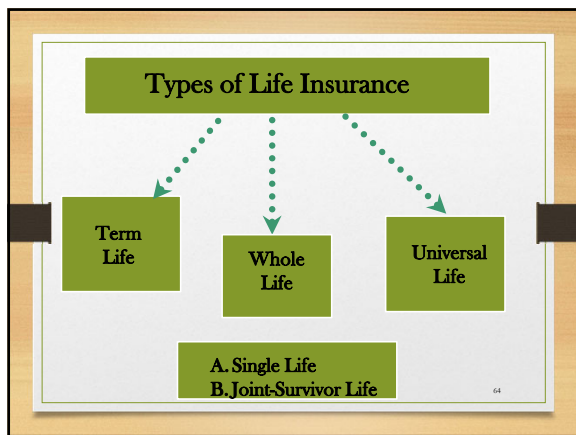 Types of Life Insurance
Term
Life
Whole
Life
Universal
Life
A. Single Life
B. Joint-Survivor Life
64